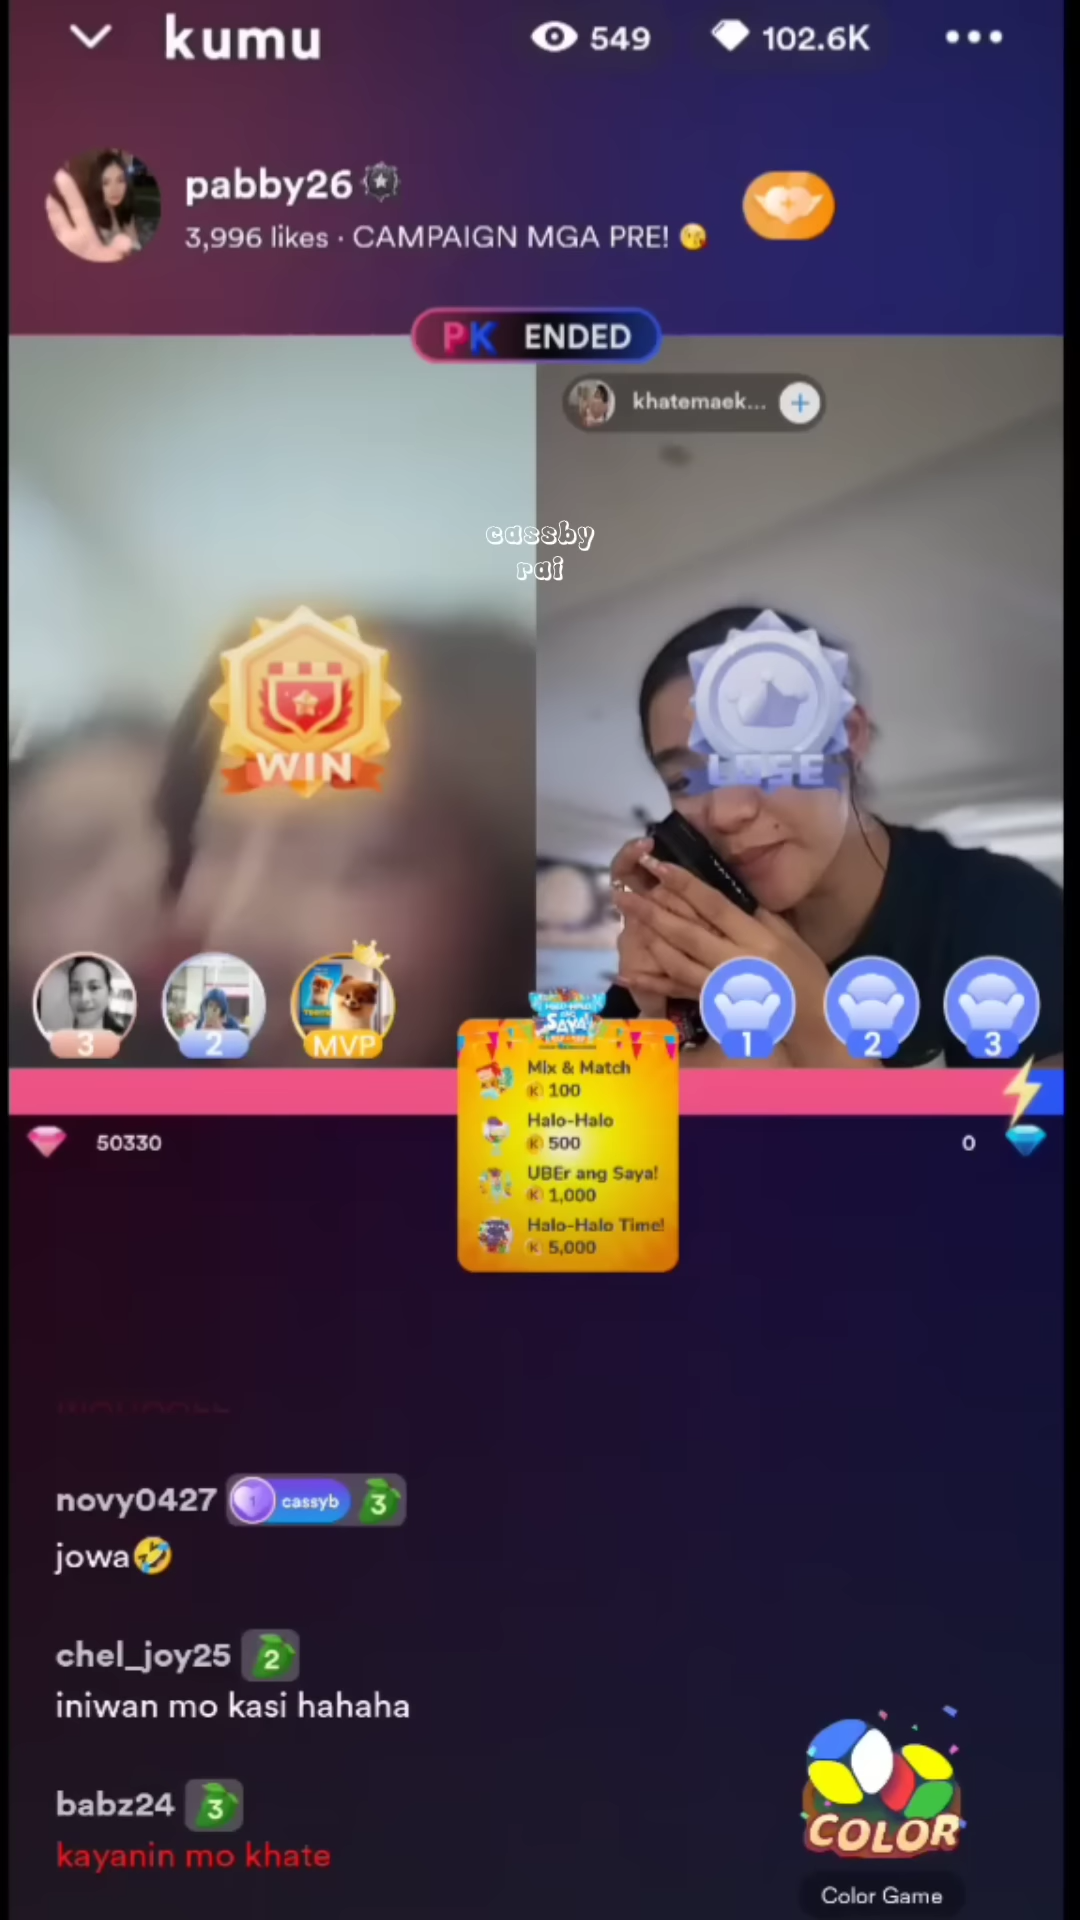 kumu 549 102.6K
pabby26
3,996 likes · CAMPAIGN MGA PRE! 😘
PK ENDED
khatemaek...
cassby
rai
WIN
LOSE
3 2 MVP
1 2 3
SAYA!
Mix & Match
K 100
Halo-Halo
K 500
UBEr ang Saya!
K 1,000
Halo-Halo Time!
K 5,000
50330
0
novy0427 1 cassyb 3
jowa🤣
chel_joy25 2
iniwan mo kasi hahaha
babz24 3
kayanin mo khate
COLOR
Color Game